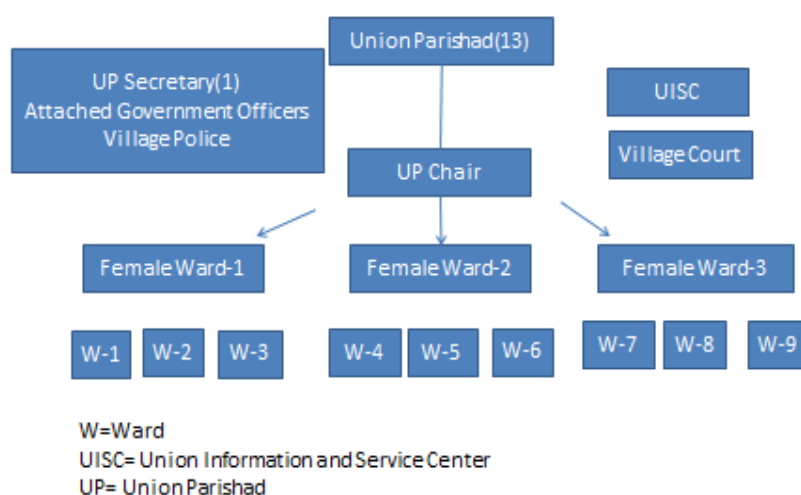 Union Parishad(13)
UP Secretary(1)
Attached Government Officers
Village Police
UISC
Village Court
UP Chair
Female Ward-1
Female Ward-2
Female Ward-3
W-1
W-2
W-3
W-4
W-5
W-6
W-7
W-8
W-9
W=Ward
UISC= Union Information and Service Center
UP= Union Parishad